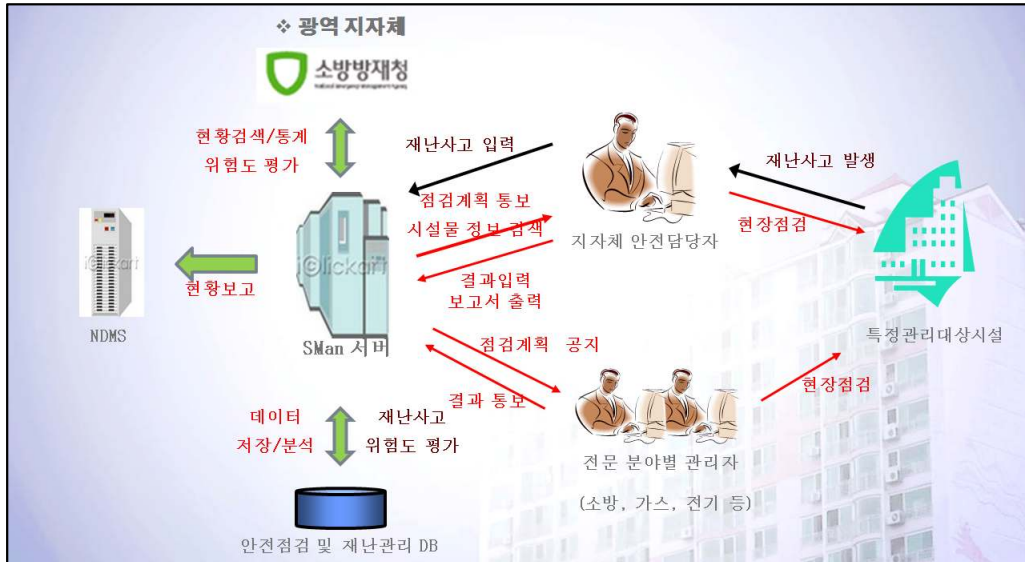 ❖ 광역 지자체
소방방재청
National Emergency Management Agency
현황검색/통계
위험도 평가
재난사고 입력
재난사고 발생
점검계획 통보
시설물 정보 검색
현장점검
지자체 안전담당자
iclickart
iclickart
결과입력
보고서 출력
현황보고
NDMS
SMan 서버
특정관리대상시설
점검계획 공지
결과 통보
현장점검
데이터
저장/분석
재난사고
위험도 평가
전문 분야별 관리자
(소방, 가스, 전기 등)
안전점검 및 재난관리 DB